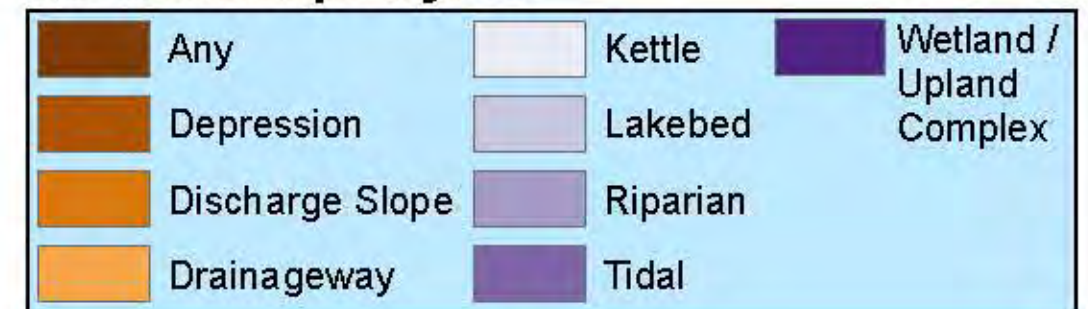 Any
Depression
Discharge Slope
Drainageway
Kettle
Lakebed
Riparian
Tidal
Wetland /
Upland
Complex